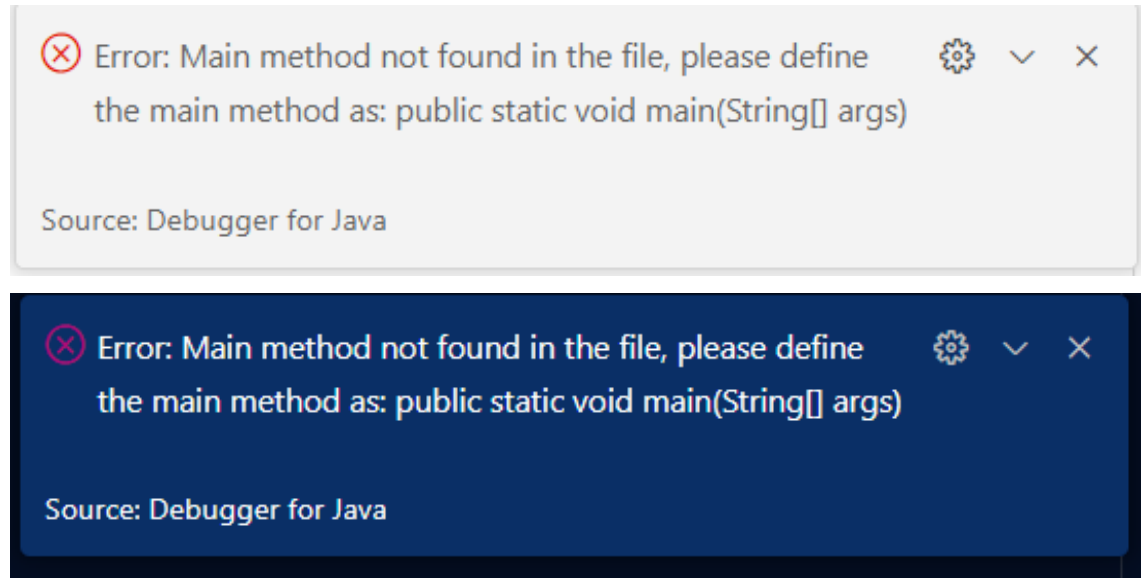 Error: Main method not found in the file, please define
the main method as: public static void main(String[] args)
Source: Debugger for Java
Error: Main method not found in the file, please define
the main method as: public static void main(String[] args)
Source: Debugger for Java